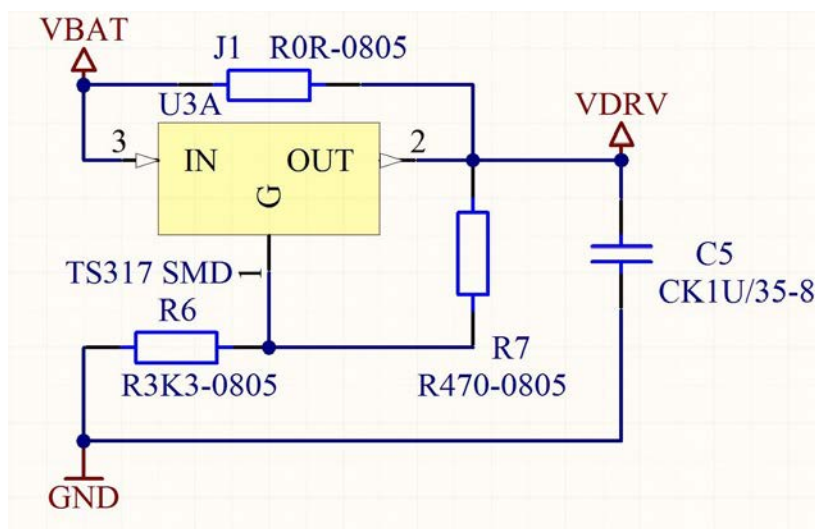 VBAT
J1 R0R-0805
U3A
VDRV
3
IN
OUT
2
G
1
TS317 SMD
C5
CK1U/35-8
R6
R7
R3K3-0805
R470-0805
GND